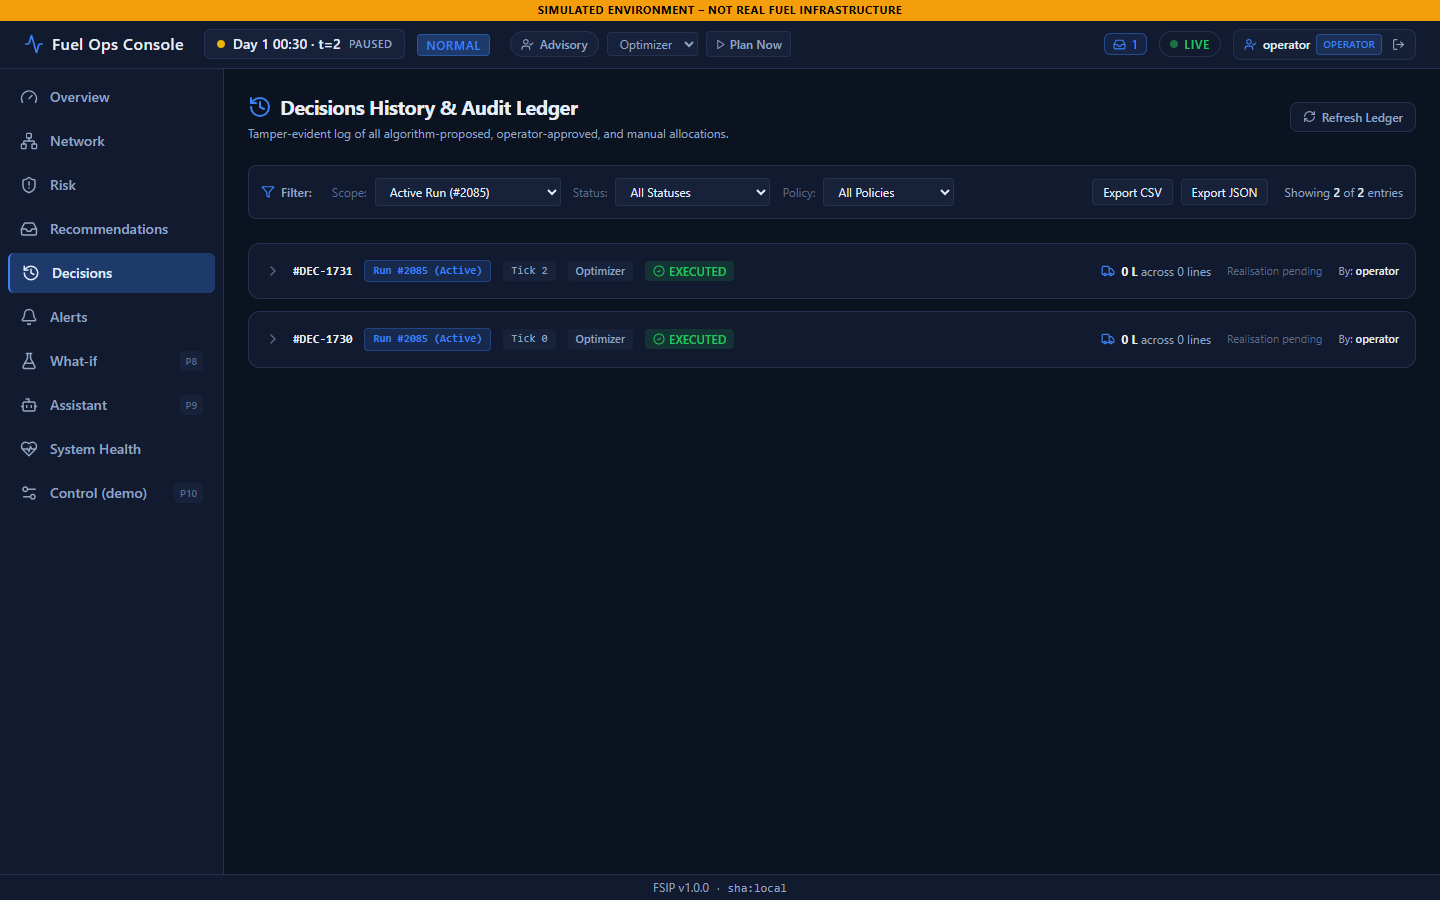 SIMULATED ENVIRONMENT – NOT REAL FUEL INFRASTRUCTURE
Fuel Ops Console
Day 1 00:30 · t=2 PAUSED
NORMAL
Advisory
Optimizer
Plan Now
1
LIVE
operator OPERATOR
Overview
Network
Risk
Recommendations
Decisions
Alerts
What-if P8
Assistant P9
System Health
Control (demo) P10
Decisions History & Audit Ledger
Tamper-evident log of all algorithm-proposed, operator-approved, and manual allocations.
Refresh Ledger
Filter: Scope: Active Run (#2085) Status: All Statuses Policy: All Policies Export CSV Export JSON Showing 2 of 2 entries
#DEC-1731 Run #2085 (Active) Tick 2 Optimizer EXECUTED 0 L across 0 lines Realisation pending By: operator
#DEC-1730 Run #2085 (Active) Tick 0 Optimizer EXECUTED 0 L across 0 lines Realisation pending By: operator
FSIP v1.0.0 · sha:local